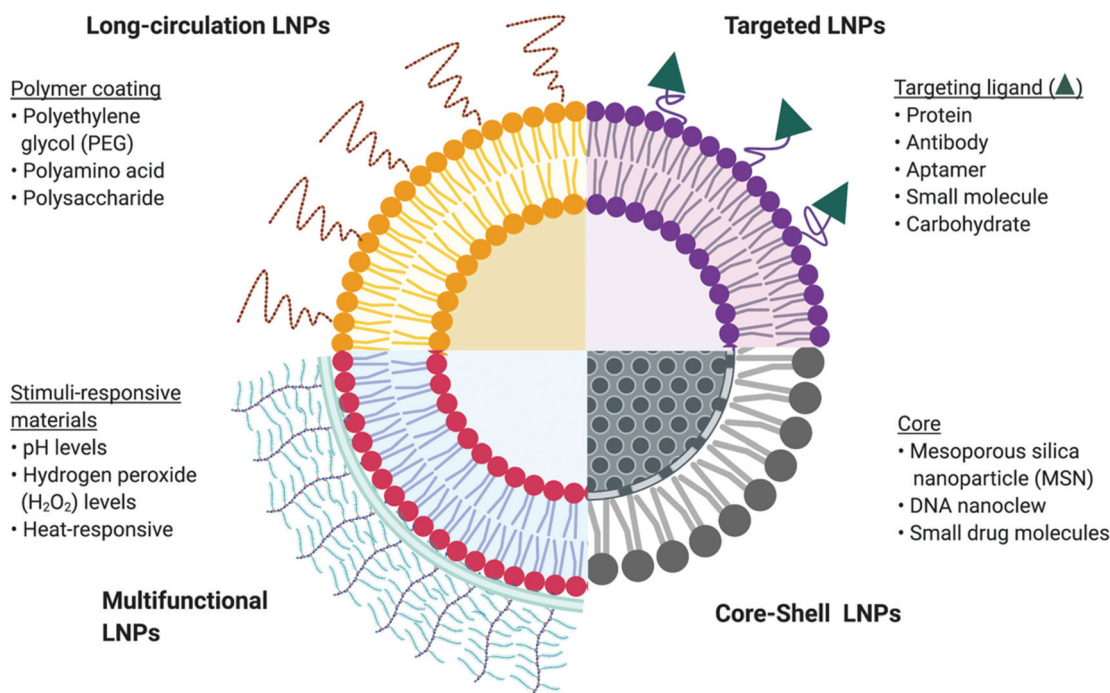 Long-circulation LNPs
Polymer coating
• Polyethylene
glycol (PEG)
• Polyamino acid
• Polysaccharide
Targeted LNPs
Targeting ligand (▲)
• Protein
• Antibody
• Aptamer
• Small molecule
• Carbohydrate
Stimuli-responsive
materials
• pH levels
• Hydrogen peroxide
(H₂O₂) levels
• Heat-responsive
Multifunctional
LNPs
Core
• Mesoporous silica
nanoparticle (MSN)
• DNA nanoclew
• Small drug molecules
Core-Shell LNPs